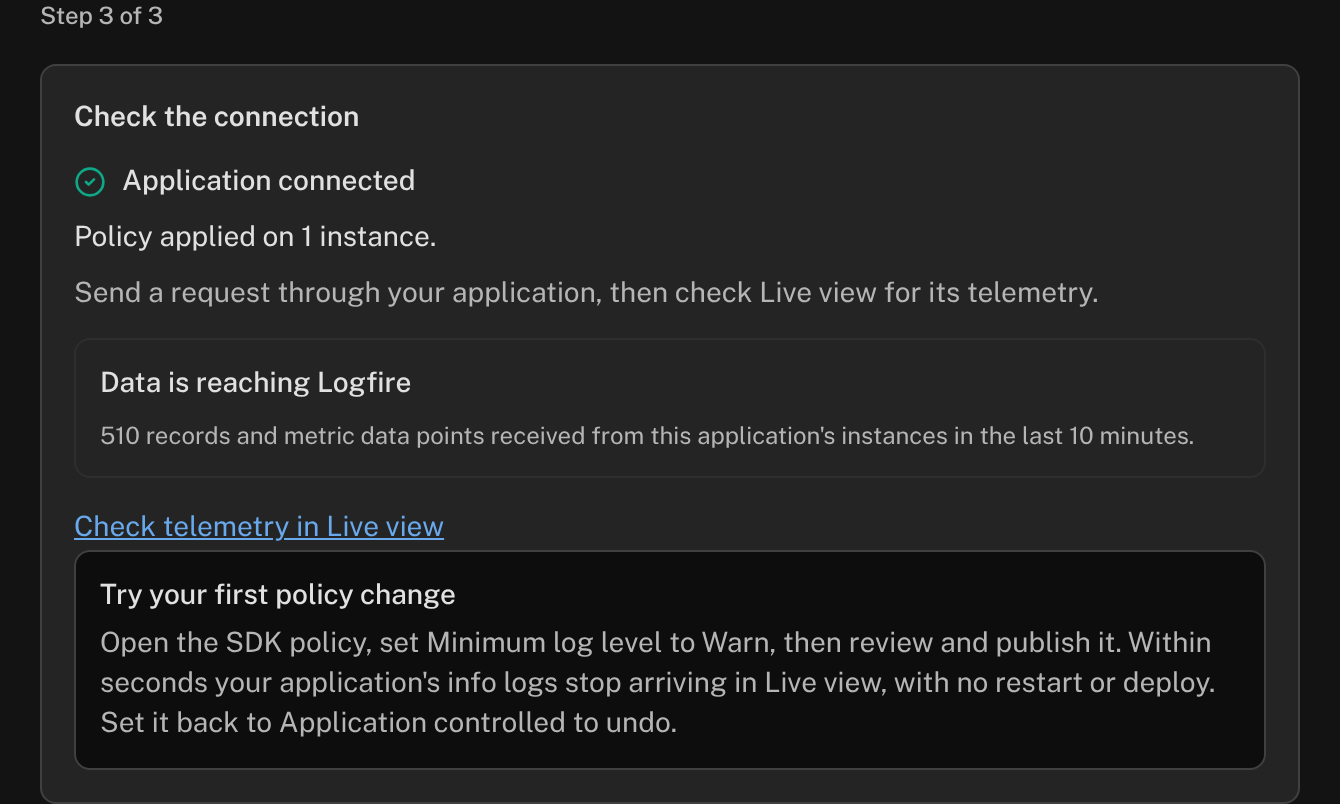 Step 3 of 3
Check the connection
Application connected
Policy applied on 1 instance.
Send a request through your application, then check Live view for its telemetry.
Data is reaching Logfire
510 records and metric data points received from this application's instances in the last 10 minutes.
Check telemetry in Live view
Try your first policy change
Open the SDK policy, set Minimum log level to Warn, then review and publish it. Within
seconds your application's info logs stop arriving in Live view, with no restart or deploy.
Set it back to Application controlled to undo.